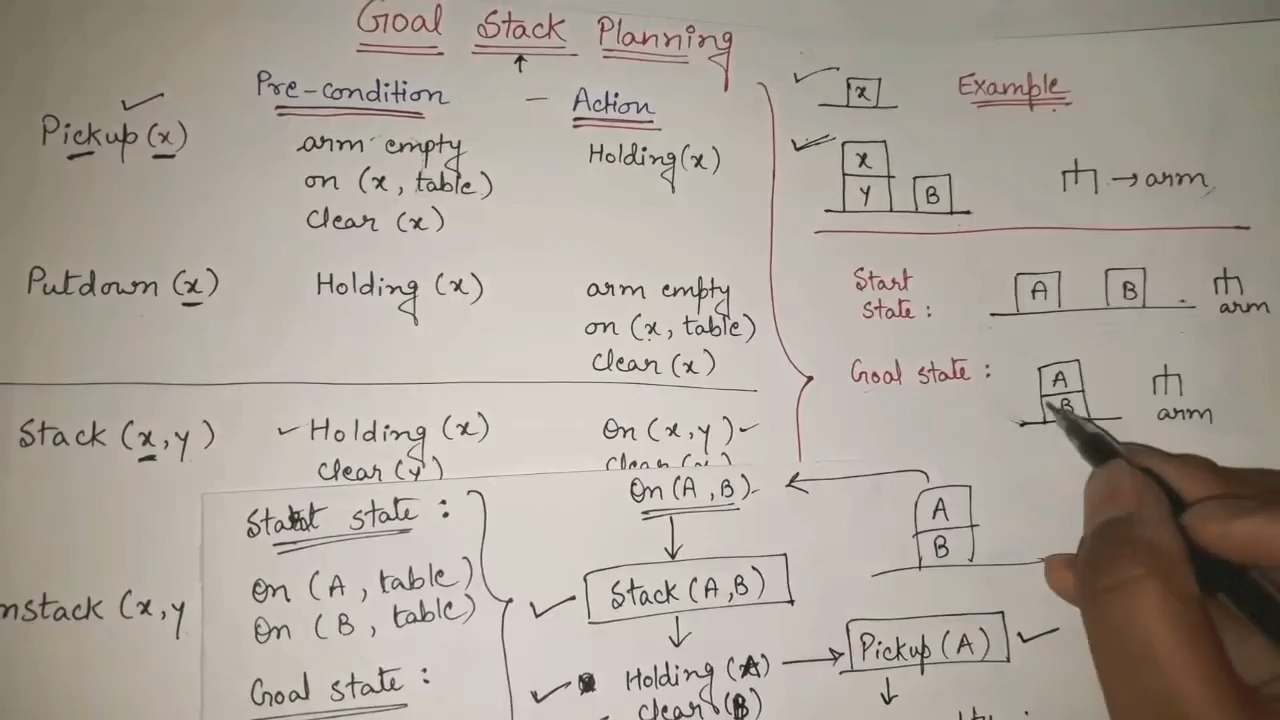 Goal Stack Planning
Pre-condition - Action
Pickup (x)
arm empty
on (x, table)
clear (x)
Holding (x)
Putdown (x)
Holding (x)
arm empty
on (x, table)
clear (x)
Stack (x, y)
Holding (x)
clear (y)
On (x, y)
nstack (x, y
x
Example
x
Y B
→ arm
Start
state :
A B
arm
Goal state :
A
B
arm
Start state :
On (A, table)
On (B, table)
Goal state :
On (A, B)
Stack (A, B)
Holding (A)
clear (B)
Pickup (A)
A
B